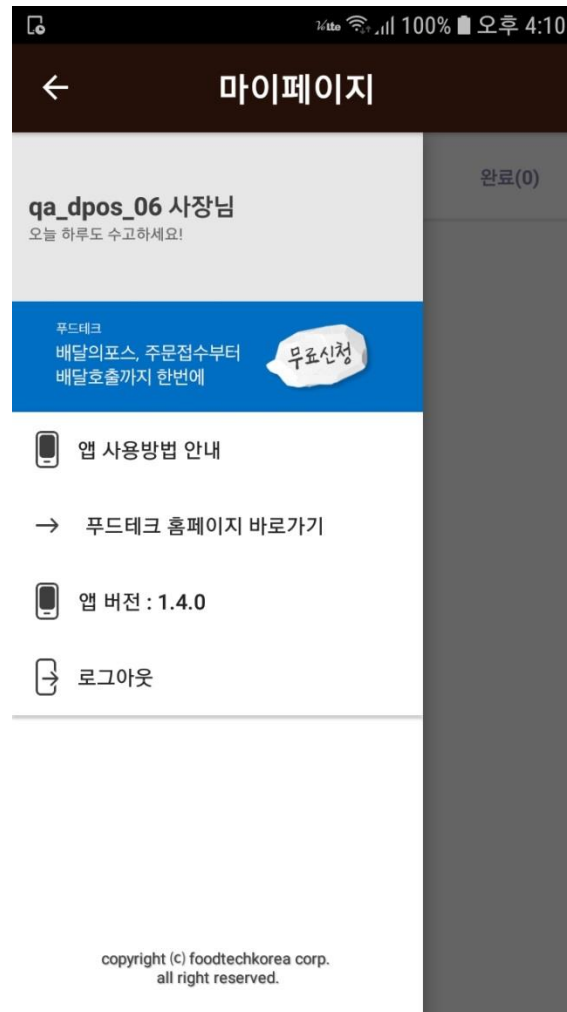 100% 오후 4:10
마이페이지
완료(0)
qa_dpos_06 사장님
오늘 하루도 수고하세요!
푸드테크
배달의포스, 주문접수부터
배달호출까지 한번에
무료신청
앱 사용방법 안내
푸드테크 홈페이지 바로가기
앱 버전 : 1.4.0
로그아웃
copyright (c) foodtechkorea corp.
all right reserved.